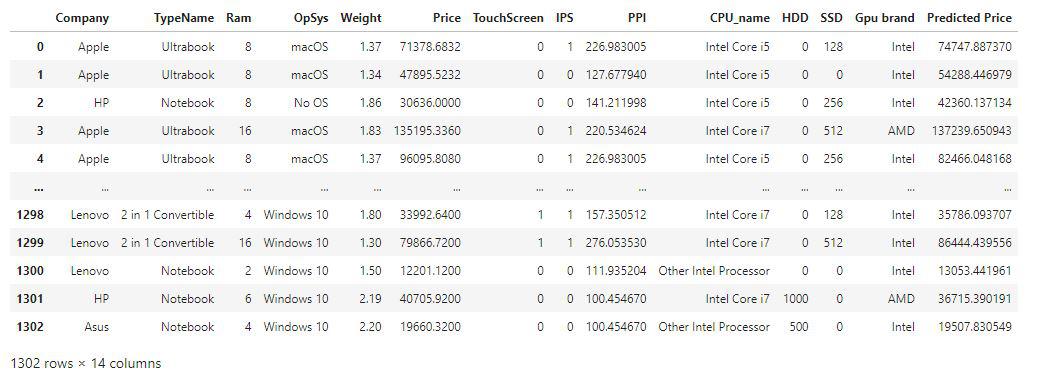 Company TypeName Ram OpSys Weight Price TouchScreen IPS PPI CPU_name HDD SSD Gpu brand Predicted Price
0 Apple Ultrabook 8 macOS 1.37 71378.6832 0 1 226.983005 Intel Core i5 0 128 Intel 74747.887370
1 Apple Ultrabook 8 macOS 1.34 47895.5232 0 0 127.677940 Intel Core i5 0 0 Intel 54288.446979
2 HP Notebook 8 No OS 1.86 30636.0000 0 0 141.211998 Intel Core i5 0 256 Intel 42360.137134
3 Apple Ultrabook 16 macOS 1.83 135195.3360 0 1 220.534624 Intel Core i7 0 512 AMD 137239.650943
4 Apple Ultrabook 8 macOS 1.37 96095.8080 0 1 226.983005 Intel Core i5 0 256 Intel 82466.048168
... ... ... ... ... ... ... ... ... ... ... ... ... ... ...
1298 Lenovo 2 in 1 Convertible 4 Windows 10 1.80 33992.6400 1 1 157.350512 Intel Core i7 0 128 Intel 35786.093707
1299 Lenovo 2 in 1 Convertible 16 Windows 10 1.30 79866.7200 1 1 276.053530 Intel Core i7 0 512 Intel 86444.439556
1300 Lenovo Notebook 2 Windows 10 1.50 12201.1200 0 0 111.935204 Other Intel Processor 0 0 Intel 13053.441961
1301 HP Notebook 6 Windows 10 2.19 40705.9200 0 0 100.454670 Intel Core i7 1000 0 AMD 36715.390191
1302 Asus Notebook 4 Windows 10 2.20 19660.3200 0 0 100.454670 Other Intel Processor 500 0 Intel 19507.830549
1302 rows × 14 columns